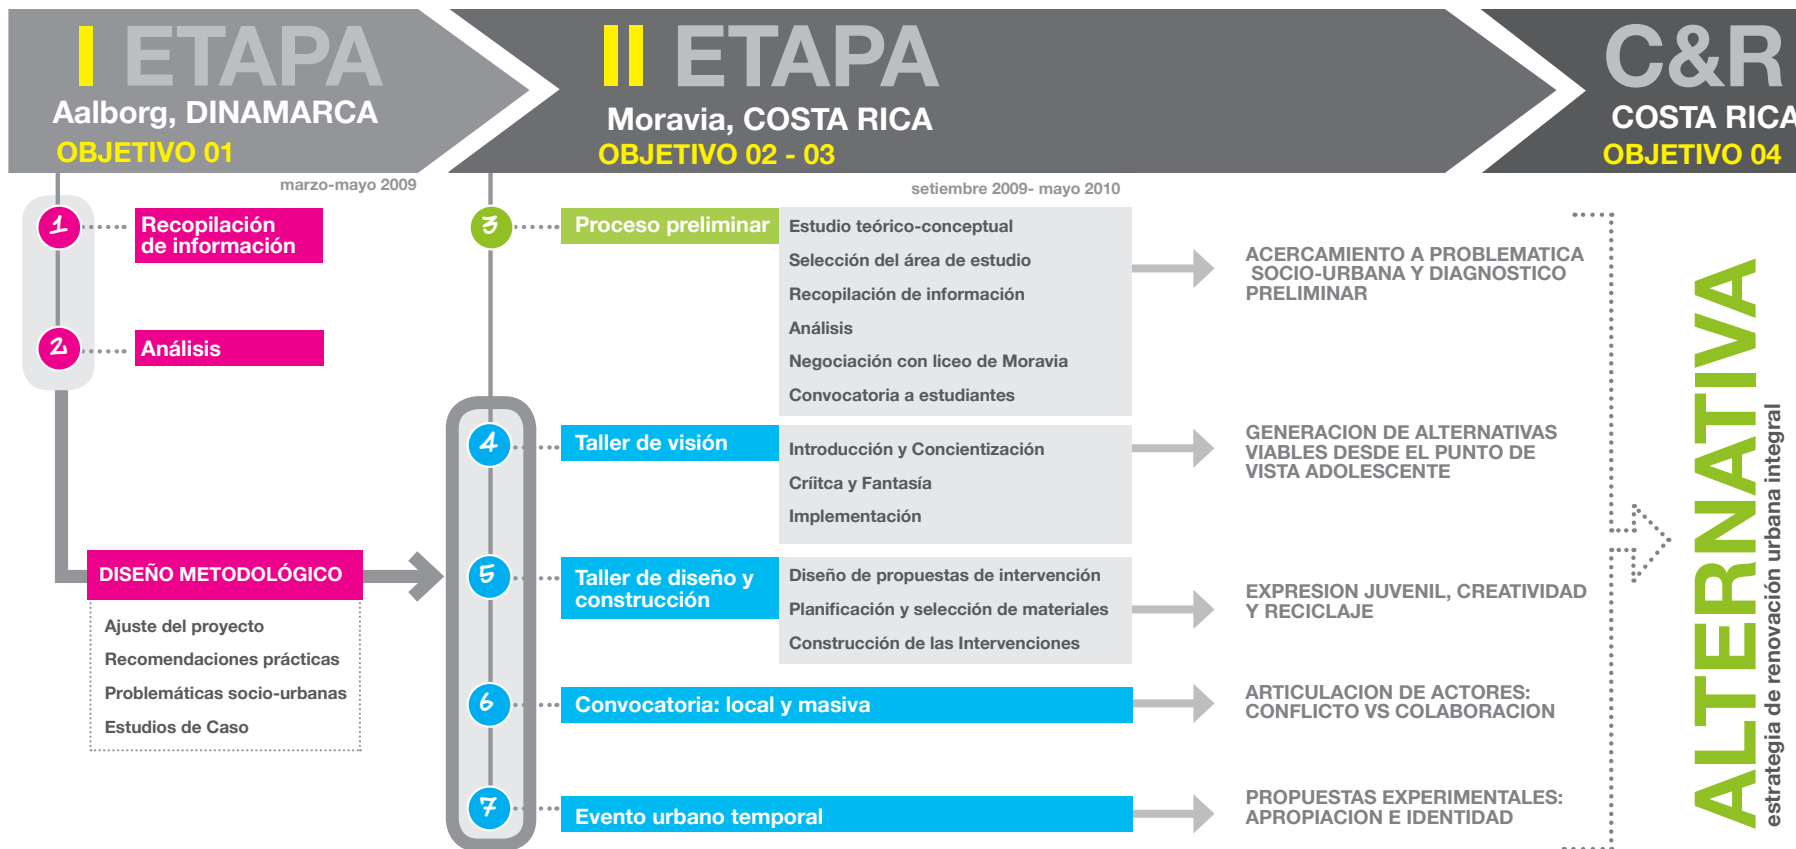 I ETAPA
Aalborg, DINAMARCA
OBJETIVO 01
marzo-mayo 2009
1
Recopilación
de información
2
Análisis
DISEÑO METODOLÓGICO
Ajuste del proyecto
Recomendaciones prácticas
Problemáticas socio-urbanas
Estudios de Caso
II ETAPA
Moravia, COSTA RICA
OBJETIVO 02 - 03
setiembre 2009- mayo 2010
3
Proceso preliminar
Estudio teórico-conceptual
Selección del área de estudio
Recopilación de información
Análisis
Negociación con liceo de Moravia
Convocatoria a estudiantes
ACERCAMIENTO A PROBLEMATICA
SOCIO-URBANA Y DIAGNOSTICO
PRELIMINAR
4
Taller de visión
Introducción y Concientización
Críitca y Fantasía
Implementación
GENERACION DE ALTERNATIVAS
VIABLES DESDE EL PUNTO DE
VISTA ADOLESCENTE
5
Taller de diseño y
construcción
Diseño de propuestas de intervención
Planificación y selección de materiales
Construcción de las Intervenciones
EXPRESION JUVENIL, CREATIVIDAD
Y RECICLAJE
6
Convocatoria: local y masiva
ARTICULACION DE ACTORES:
CONFLICTO VS COLABORACION
7
Evento urbano temporal
PROPUESTAS EXPERIMENTALES:
APROPIACION E IDENTIDAD
C&R
COSTA RICA
OBJETIVO 04
ALTERNATIVA
estrategia de renovación urbana integral